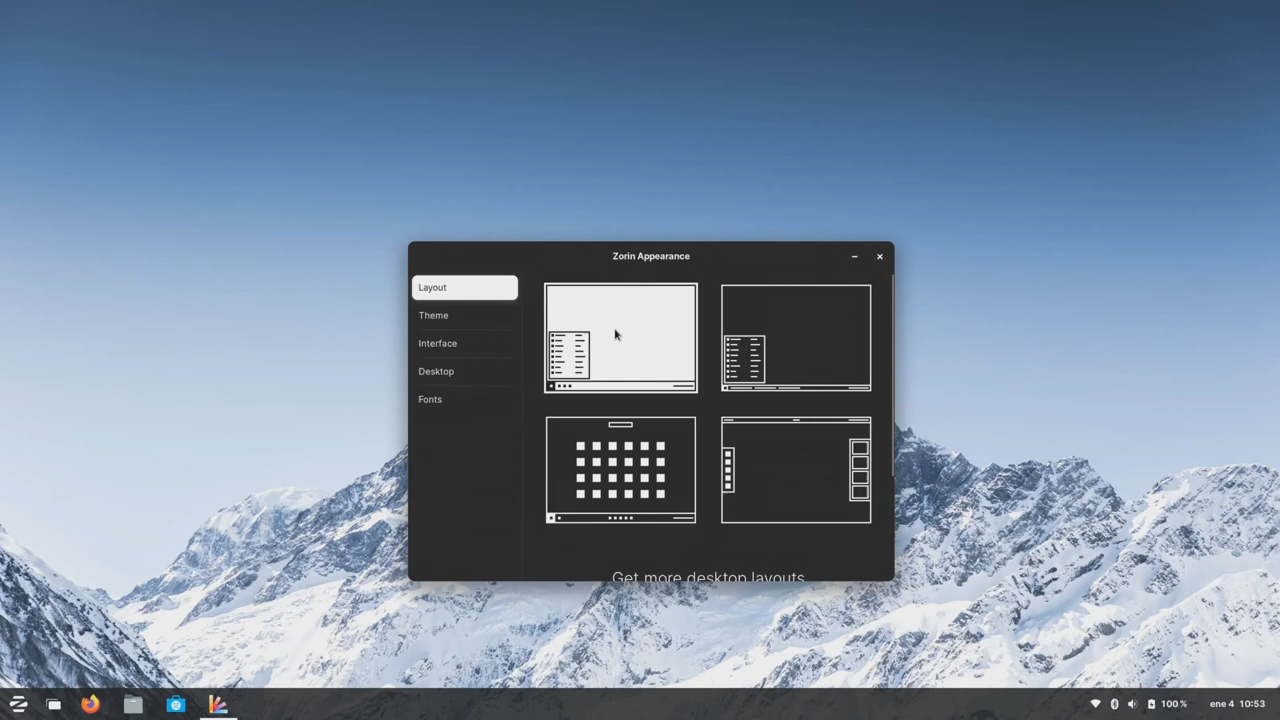 Zorin Appearance
Layout
Theme
Interface
Desktop
Fonts
Get more desktop layouts
100 %
ene 4 10:53